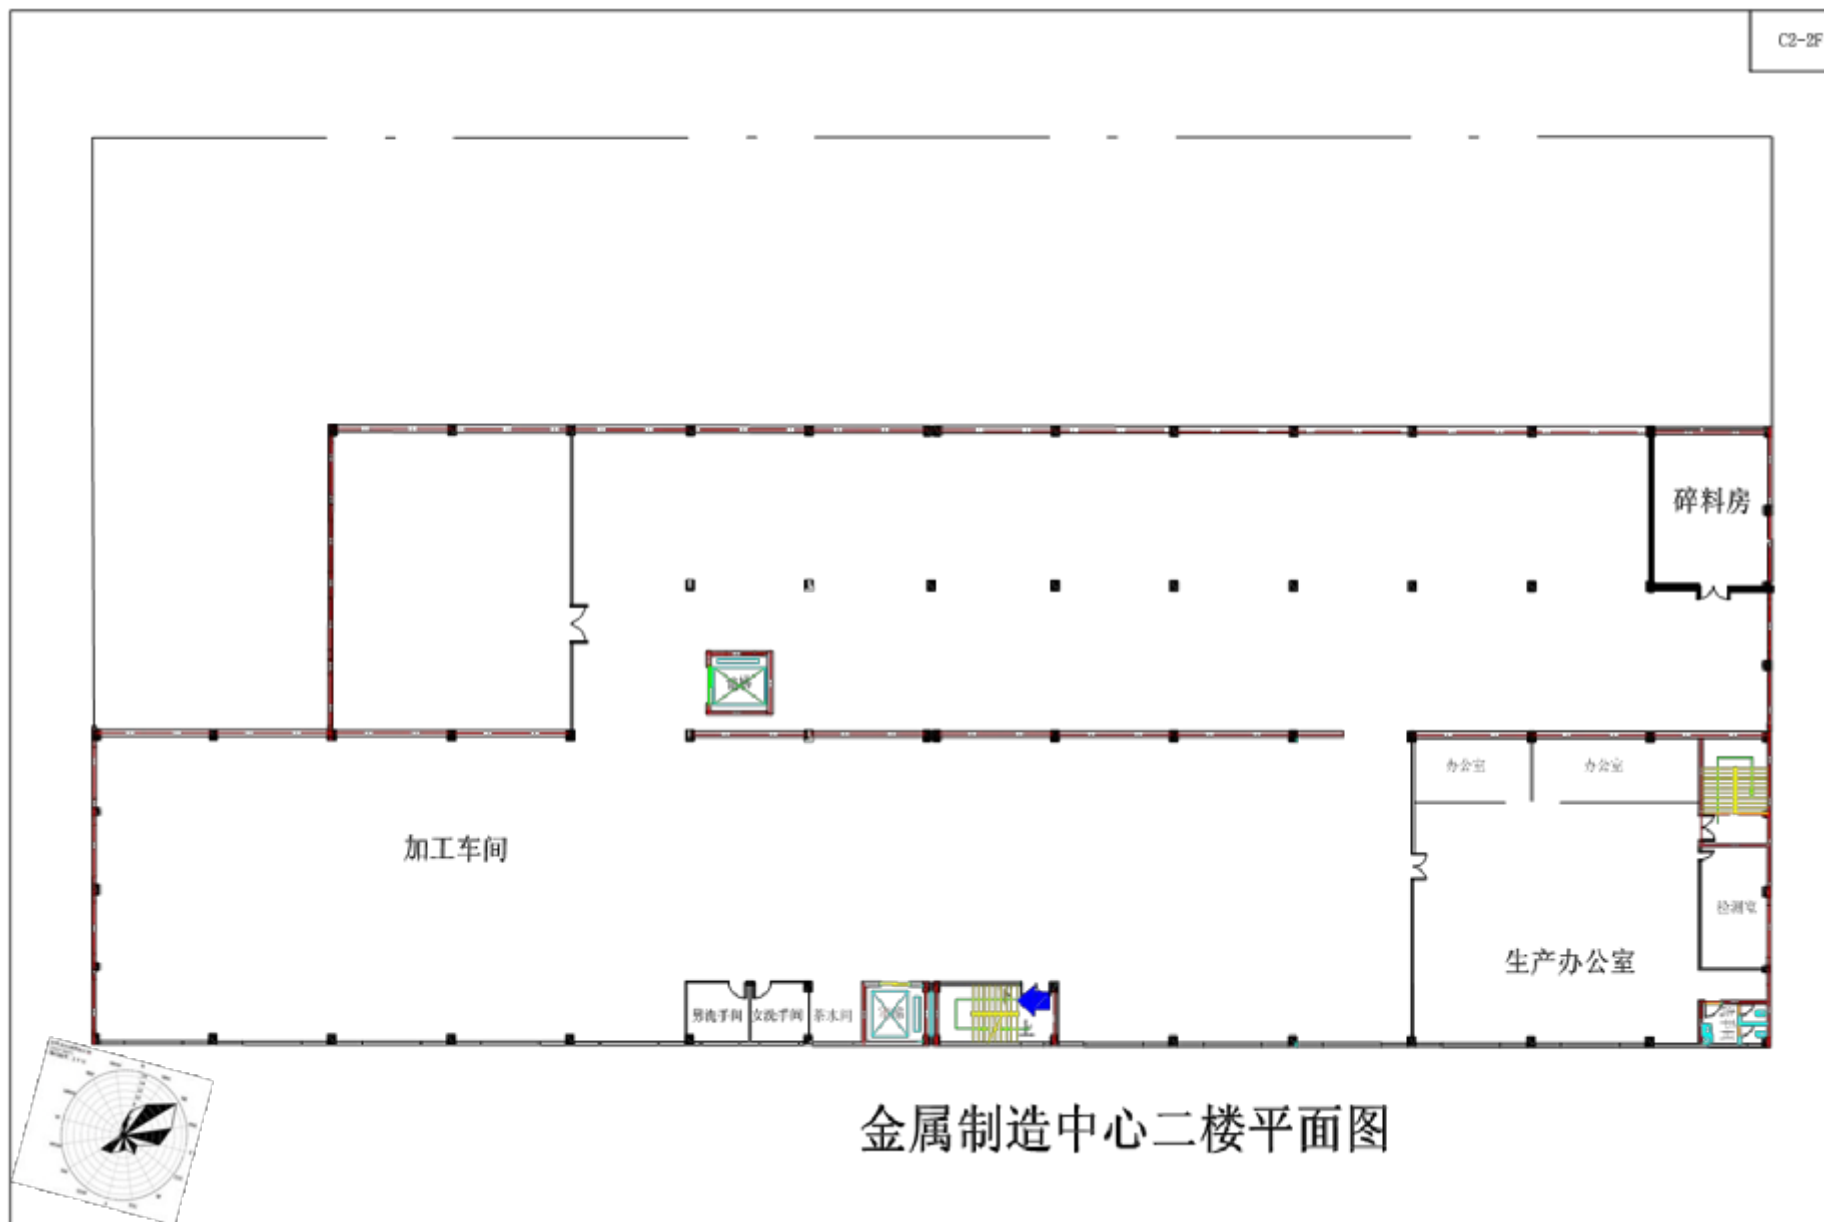 C2-2F
碎料房
办公室
办公室
加工车间
检测室
生产办公室
男洗手间
女洗手间
茶水间
上
金属制造中心二楼平面图